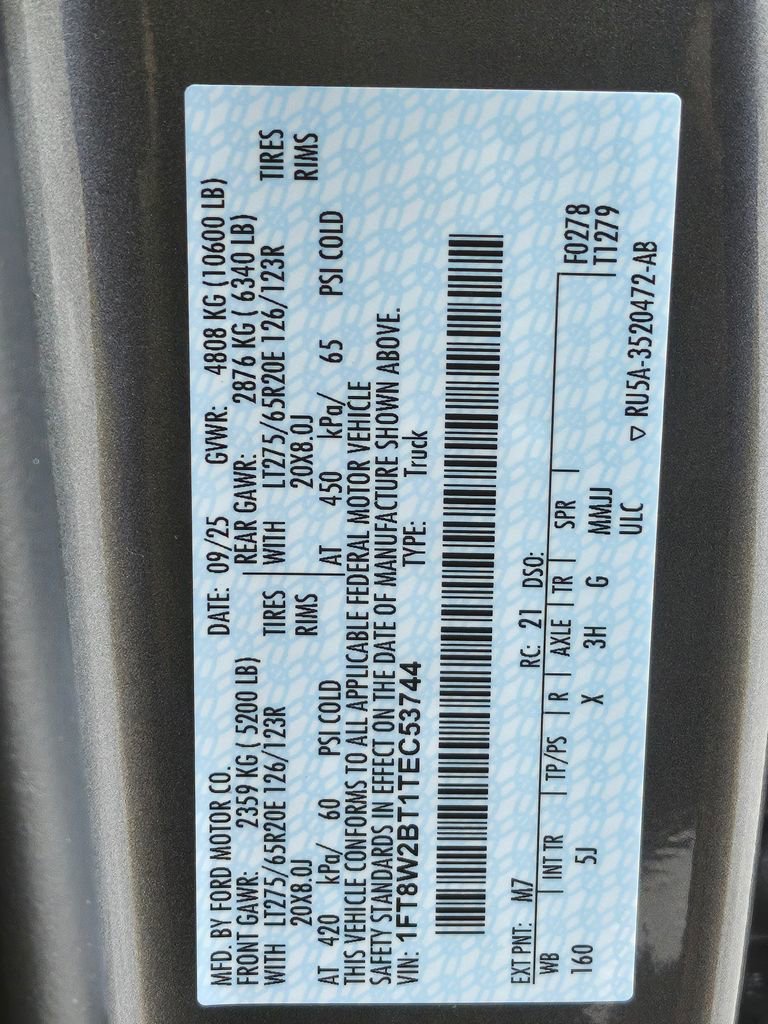 MFD. BY FORD MOTOR CO. DATE: 09/25 GVWR: 4808 KG (10600 LB)
FRONT GAWR: 2359 KG ( 5200 LB) REAR GAWR: 2876 KG ( 6340 LB)
WITH LT275/65R20E 126/123R TIRES WITH LT275/65R20E 126/123R TIRES
20X8.0J RIMS 20X8.0J RIMS
AT 420 kPa/ 60 PSI COLD AT 450 kPa/ 65 PSI COLD
THIS VEHICLE CONFORMS TO ALL APPLICABLE FEDERAL MOTOR VEHICLE
SAFETY STANDARDS IN EFFECT ON THE DATE OF MANUFACTURE SHOWN ABOVE.
VIN: 1FT8W2BT1TEC53744 TYPE: Truck
EXT PNT: M7 RC: 21 DSO: F0278
WB INT TR TP/PS R AXLE TR SPR T1279
160 5J X 3H G MMJJ
ULC
▽ RU5A-3520472-AB